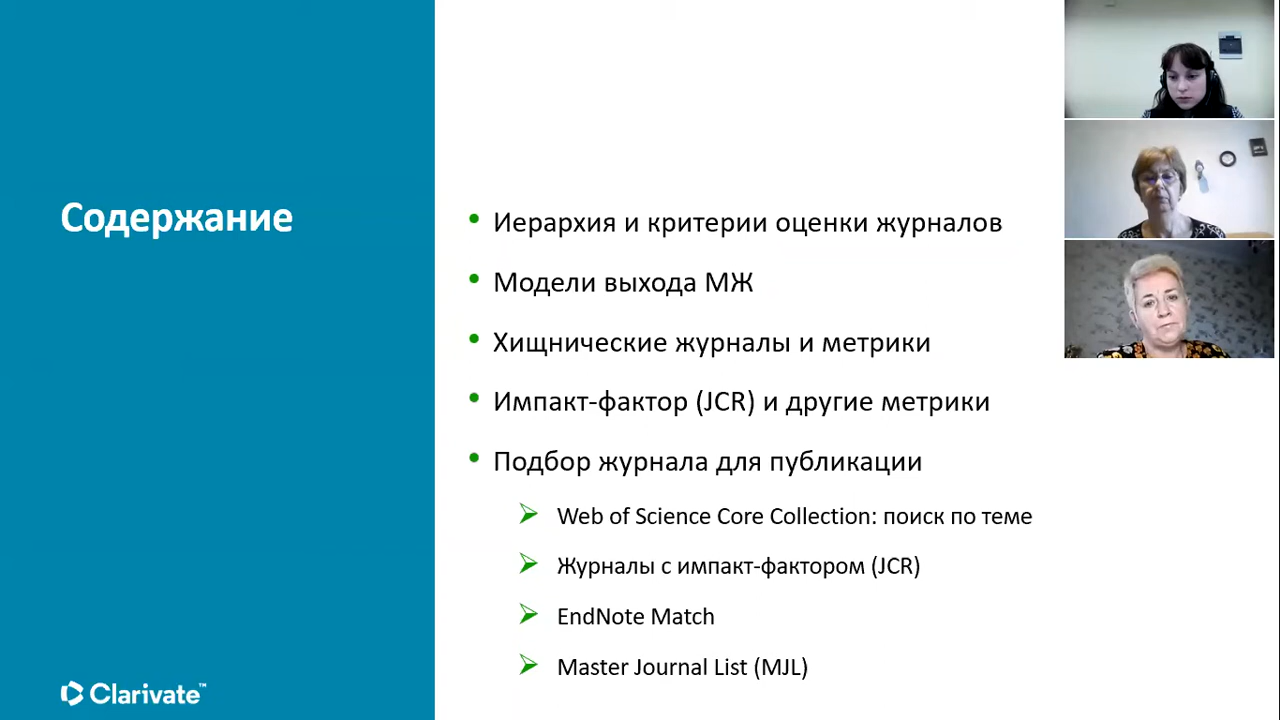 Содержание
• Иерархия и критерии оценки журналов
• Модели выхода МЖ
• Хищнические журналы и метрики
• Импакт-фактор (JCR) и другие метрики
• Подбор журнала для публикации
➢ Web of Science Core Collection: поиск по теме
➢ Журналы с импакт-фактором (JCR)
➢ EndNote Match
➢ Master Journal List (MJL)
Clarivate™